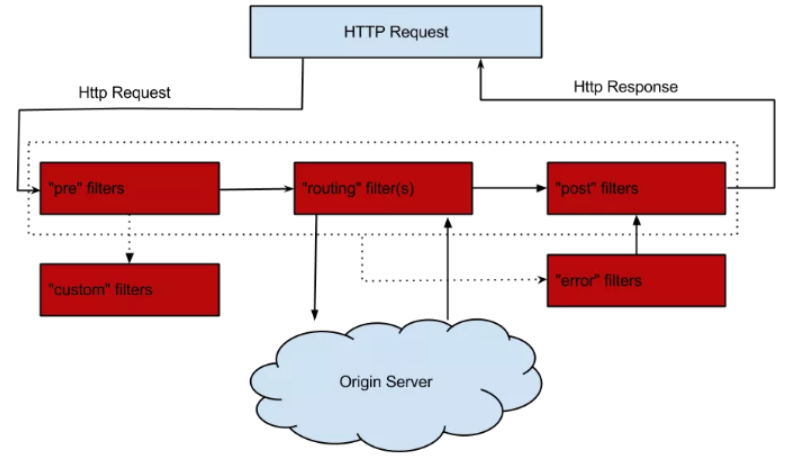 HTTP Request
Http Request
Http Response
"pre" filters
"routing" filter(s)
"post" filters
"custom" filters
"error" filters
Origin Server